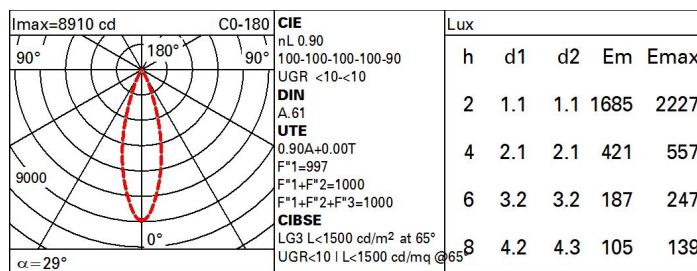 Imax=8910 cd C0-180
90° 180° 90°
9000
0°
α=29°
CIE
nL 0.90
100-100-100-100-90
UGR <10-<10
DIN
A.61
UTE
0.90A+0.00T
F"1=997
F"1+F"2=1000
F"1+F"2+F"3=1000
CIBSE
LG3 L<1500 cd/m² at 65°
UGR<10 | L<1500 cd/mq @65°
Lux
h d1 d2 Em Emax
2 1.1 1.1 1685 2227
4 2.1 2.1 421 557
6 3.2 3.2 187 247
8 4.2 4.3 105 139